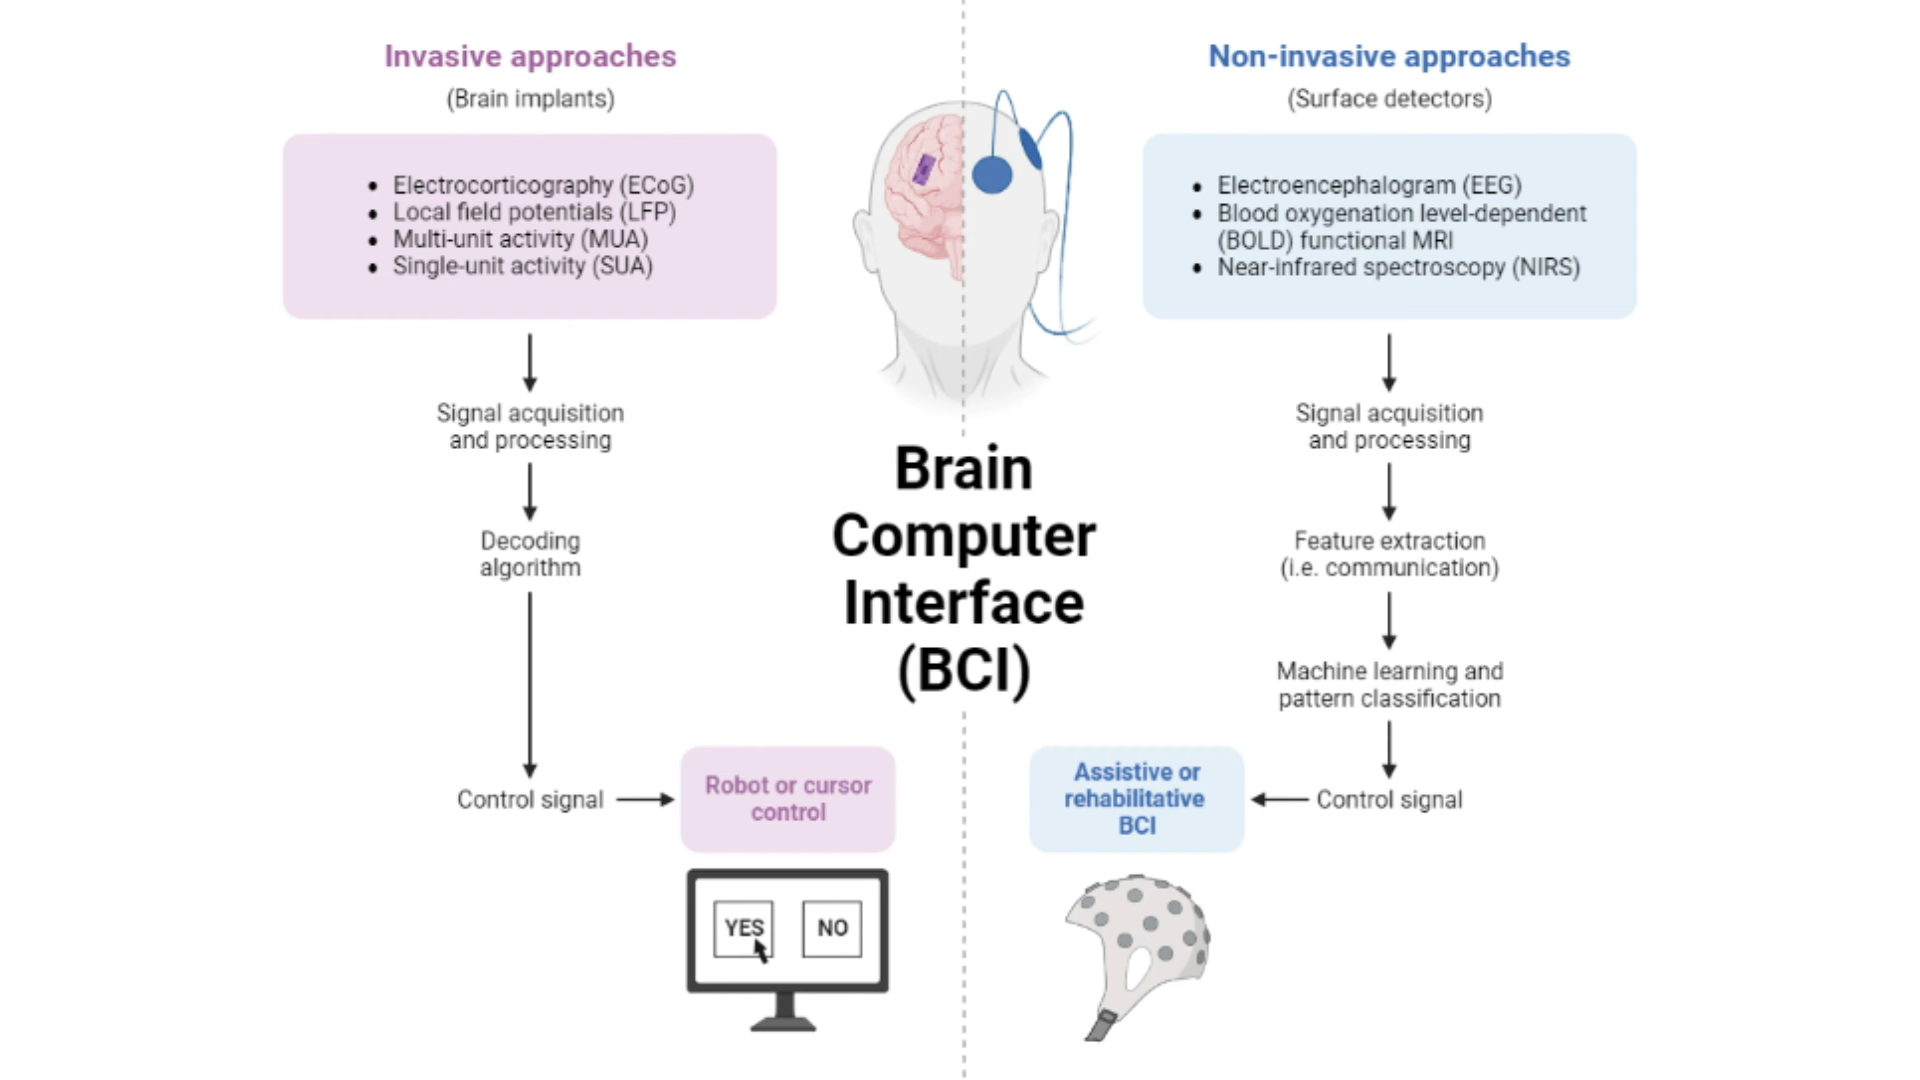 Invasive approaches
(Brain implants)
• Electrocorticography (ECoG)
• Local field potentials (LFP)
• Multi-unit activity (MUA)
• Single-unit activity (SUA)
Signal acquisition
and processing
Decoding
algorithm
Control signal
Robot or cursor
control
YES
NO
Brain
Computer
Interface
(BCI)
Non-invasive approaches
(Surface detectors)
• Electroencephalogram (EEG)
• Blood oxygenation level-dependent
(BOLD) functional MRI
• Near-infrared spectroscopy (NIRS)
Signal acquisition
and processing
Feature extraction
(i.e. communication)
Machine learning and
pattern classification
Control signal
Assistive or
rehabilitative
BCI